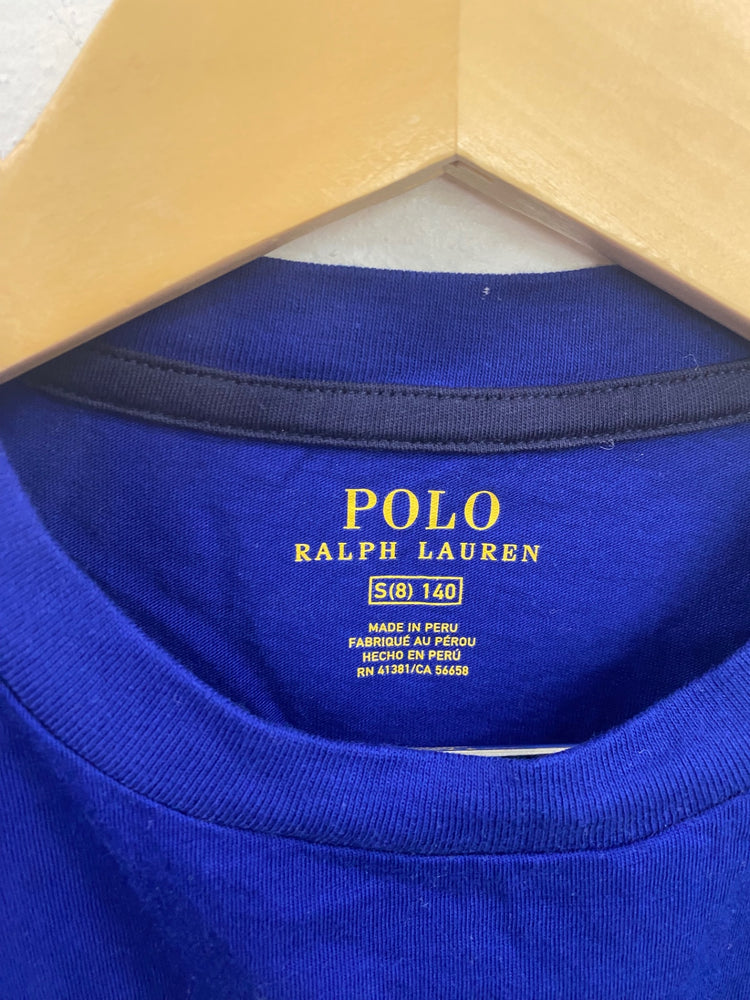 POLO
RALPH LAUREN
S(8) 140
MADE IN PERU
FABRIQUÉ AU PÉROU
HECHO EN PERÚ
RN 41381/CA 56658